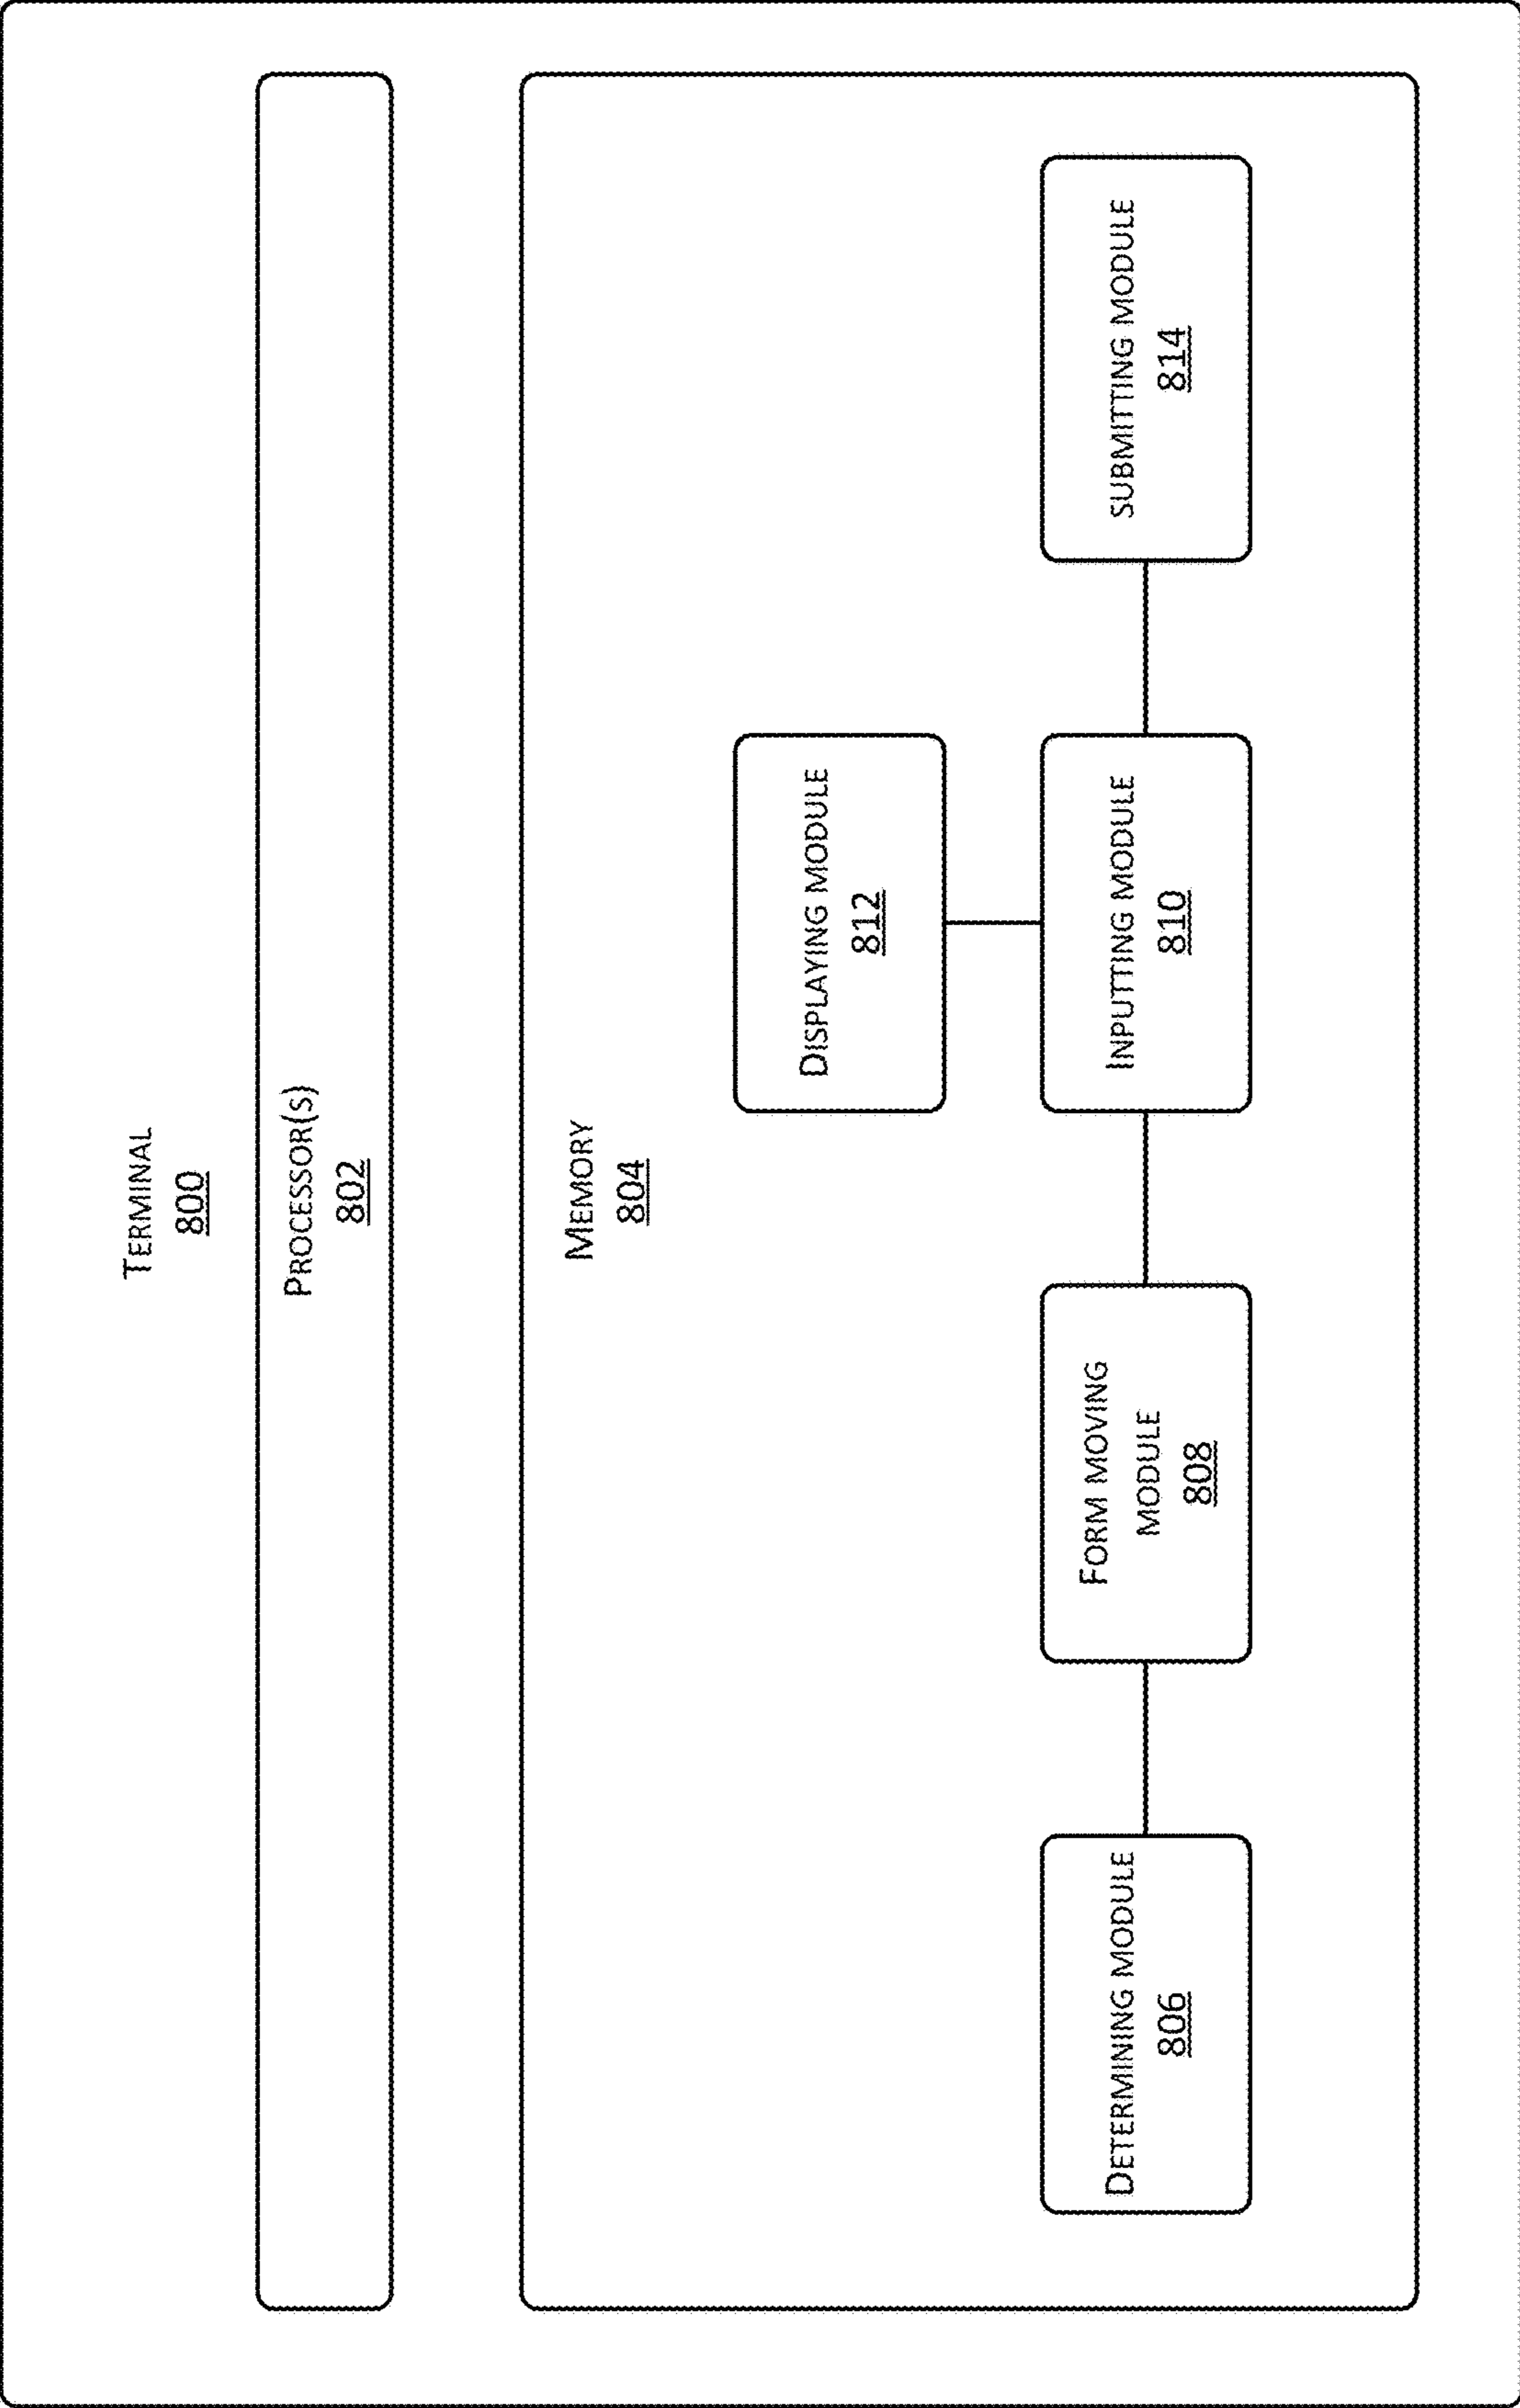 TERMINAL
800
PROCESSOR(S)
802
MEMORY
804
DISPLAYING MODULE
812
DETERMINING MODULE
806
FORM MOVING
MODULE
808
INPUTTING MODULE
810
SUBMITTING MODULE
814